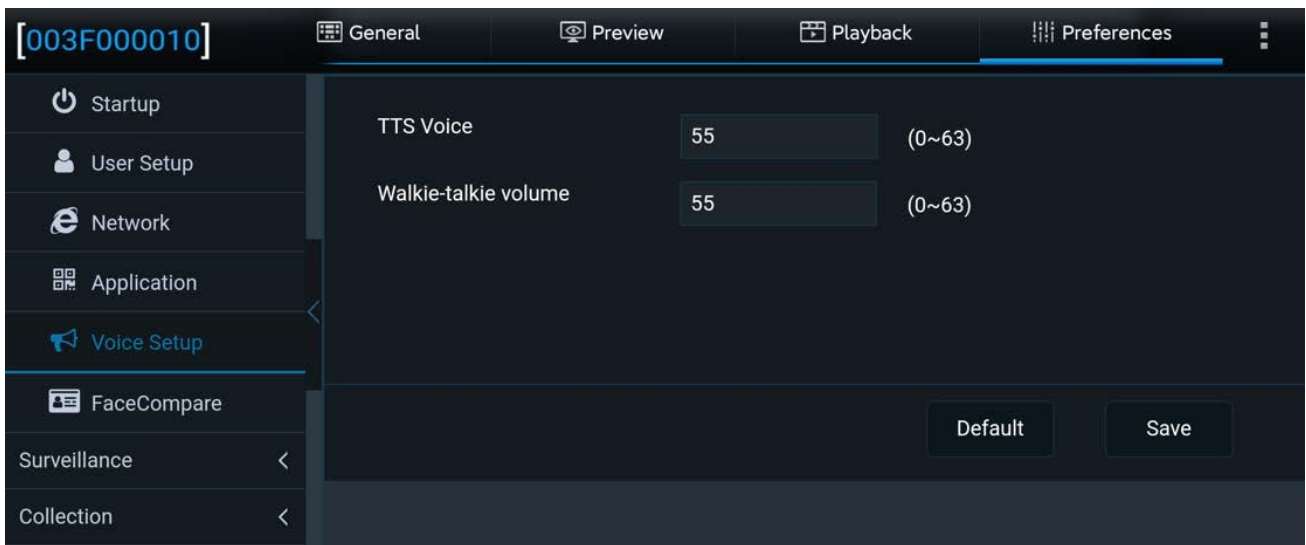 [003F000010]
General
Preview
Playback
Preferences
Startup
User Setup
Network
Application
Voice Setup
FaceCompare
Surveillance
Collection
TTS Voice
55
(0~63)
Walkie-talkie volume
55
(0~63)
Default
Save